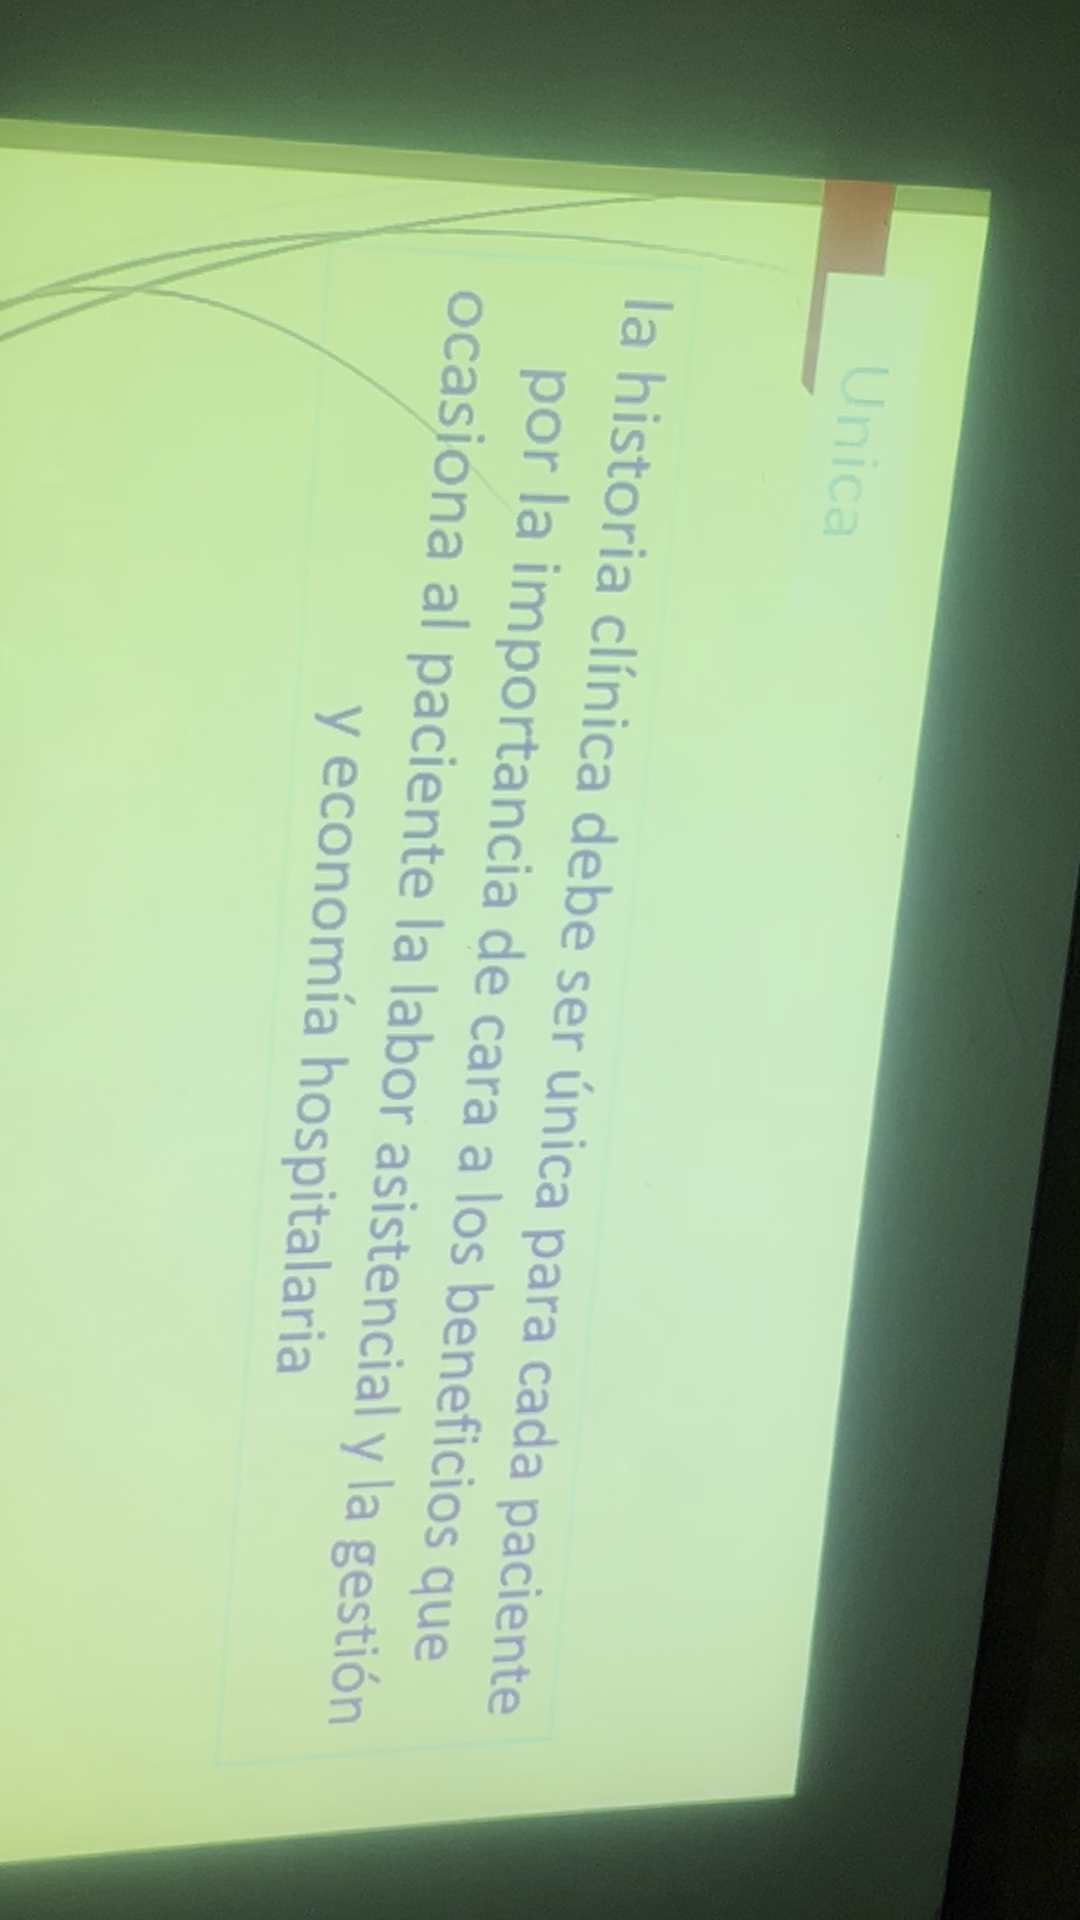 Unica
la historia clínica debe ser única para cada paciente
por la importancia de cara a los beneficios que
ocasiona al paciente la labor asistencial y la gestión
y economía hospitalaria